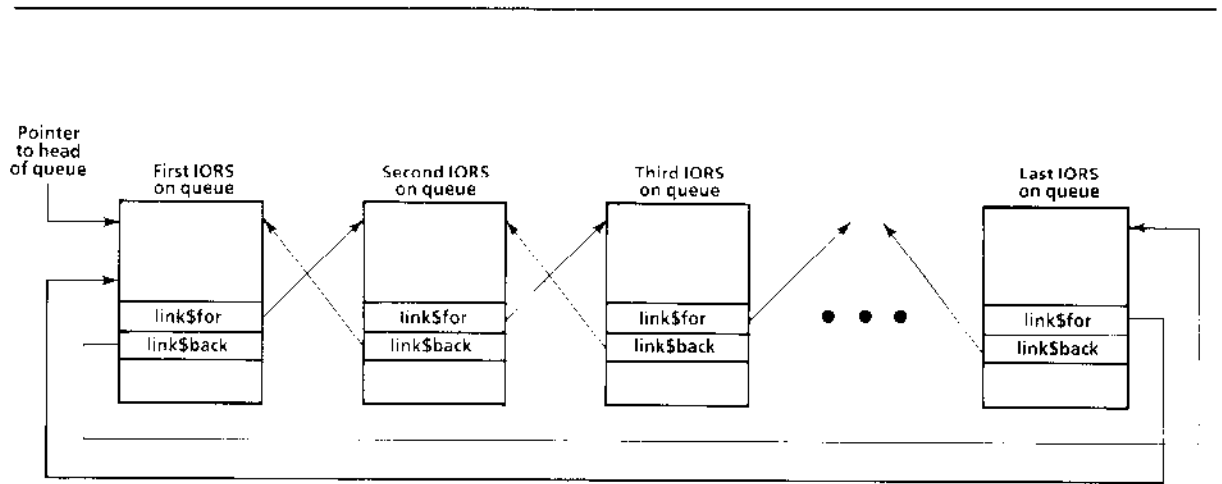 Pointer
to head
of queue
First IORS
on queue
Second IORS
on queue
Third IORS
on queue
Last IORS
on queue
link$for
link$back
link$for
link$back
link$for
link$back
link$for
link$back